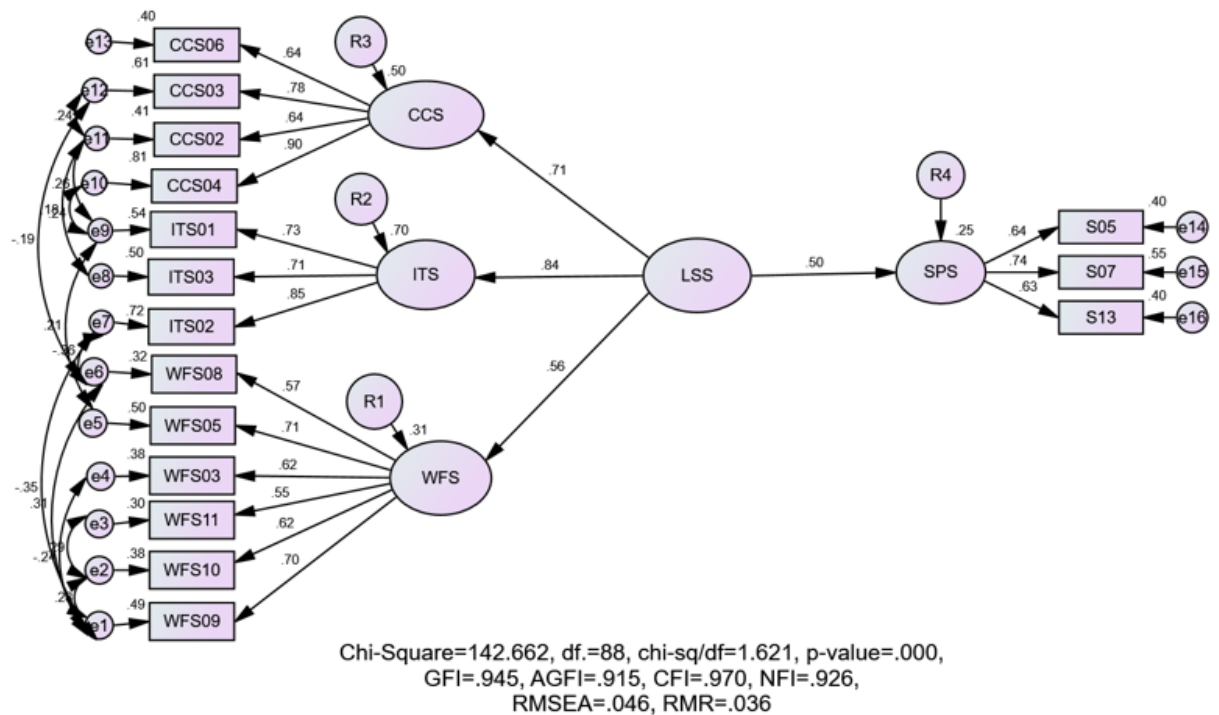 .40
e13 CCS06 .64 R3
.61 .50
e12 CCS03 .78 CCS
.41
.24 e11 CCS02 .64
.81 .90
e10 CCS04 .71
R2 R4
.54 .40
e9 ITS01 .73 .70 .25 .64 S05 e14
-.19
.50 .55
e8 ITS03 .71 ITS .84 LSS .50 SPS .74 S07 e15
.85 .63 .40
.21 e7 .72 ITS02 S13 e16
.32
e6 WFS08 .57 .56
R1
.50 .31
e5 WFS05 .71
.38
e4 WFS03 .62 WFS
-.35 .55
.31 .30
e3 WFS11 .62
.38
e2 WFS10 .70
.49
e1 WFS09
Chi-Square=142.662, df.=88, chi-sq/df=1.621, p-value=.000,
GFI=.945, AGFI=.915, CFI=.970, NFI=.926,
RMSEA=.046, RMR=.036